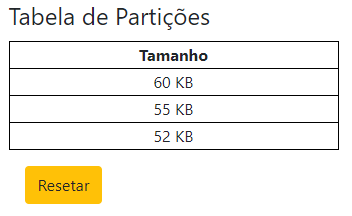 Tabela de Partições
Tamanho
60 KB
55 KB
52 KB
Resetar